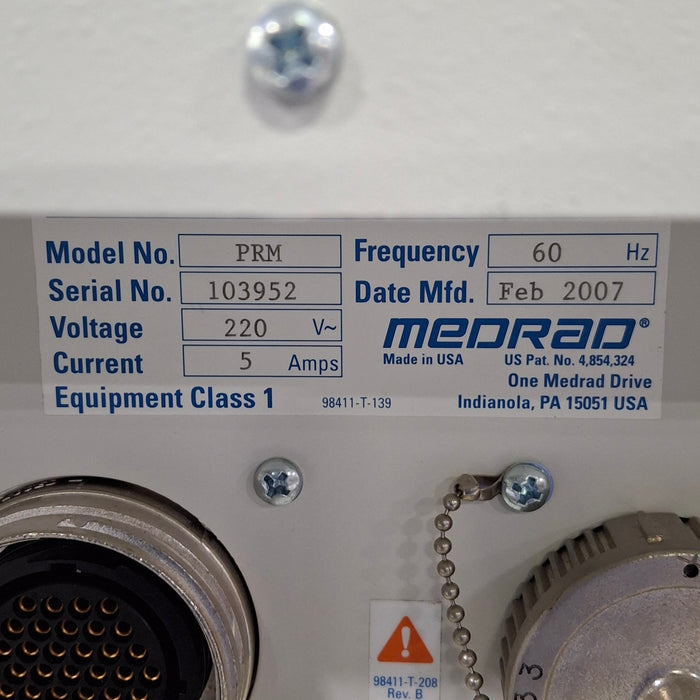 Model No. PRM Frequency 60 Hz
Serial No. 103952 Date Mfd. Feb 2007
Voltage 220 V~
MEDRAD®
Current 5 Amps
Made in USA US Pat. No. 4,854,324
One Medrad Drive
Equipment Class 1 98411-T-139 Indianola, PA 15051 USA
98411-T-208
Rev. B
33